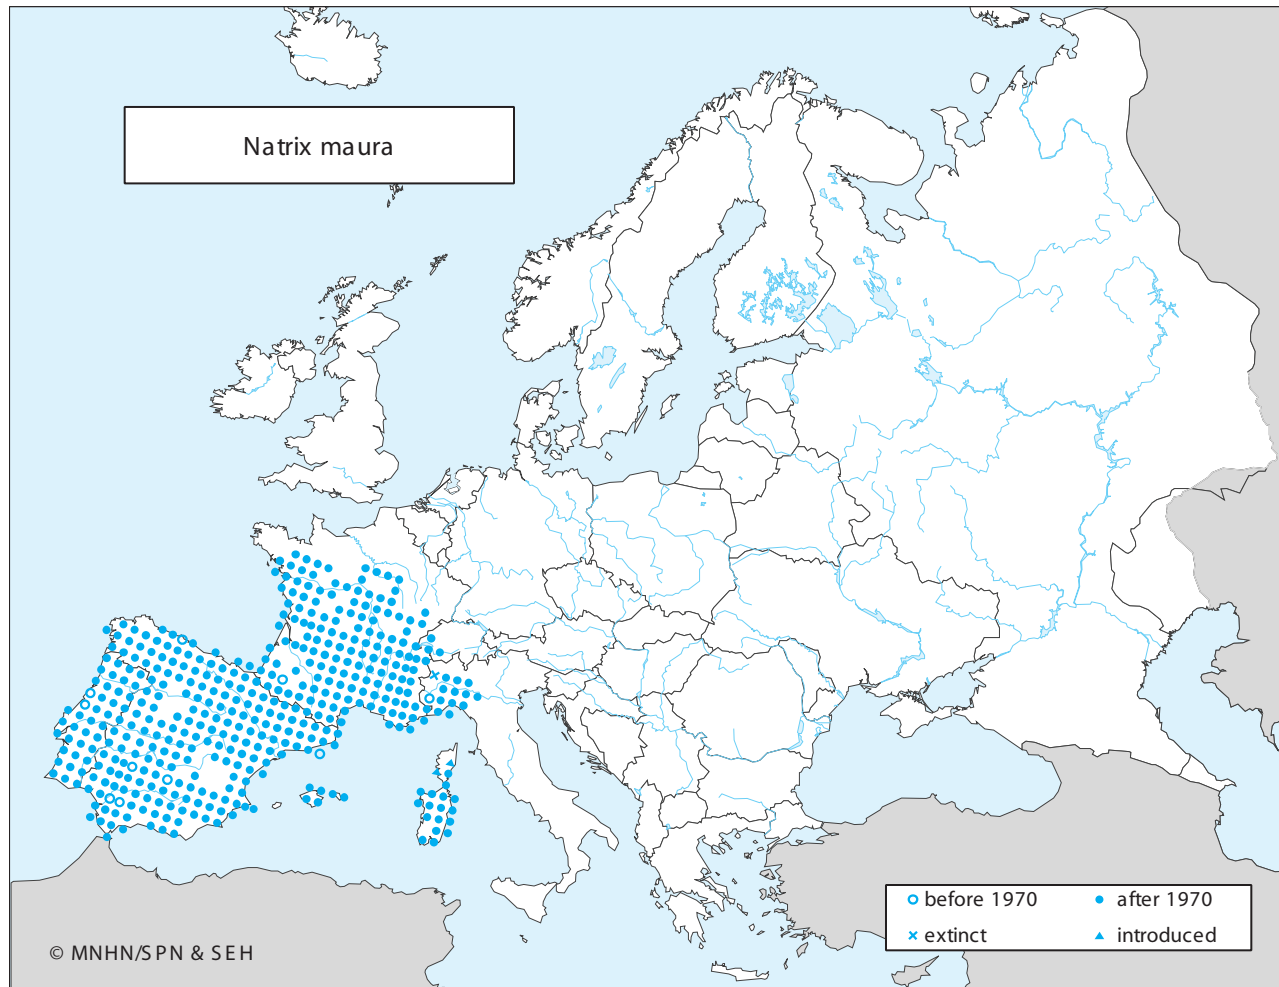 Natrix maura
before 1970
after 1970
extinct
introduced
© MNHN/SPN & SEH